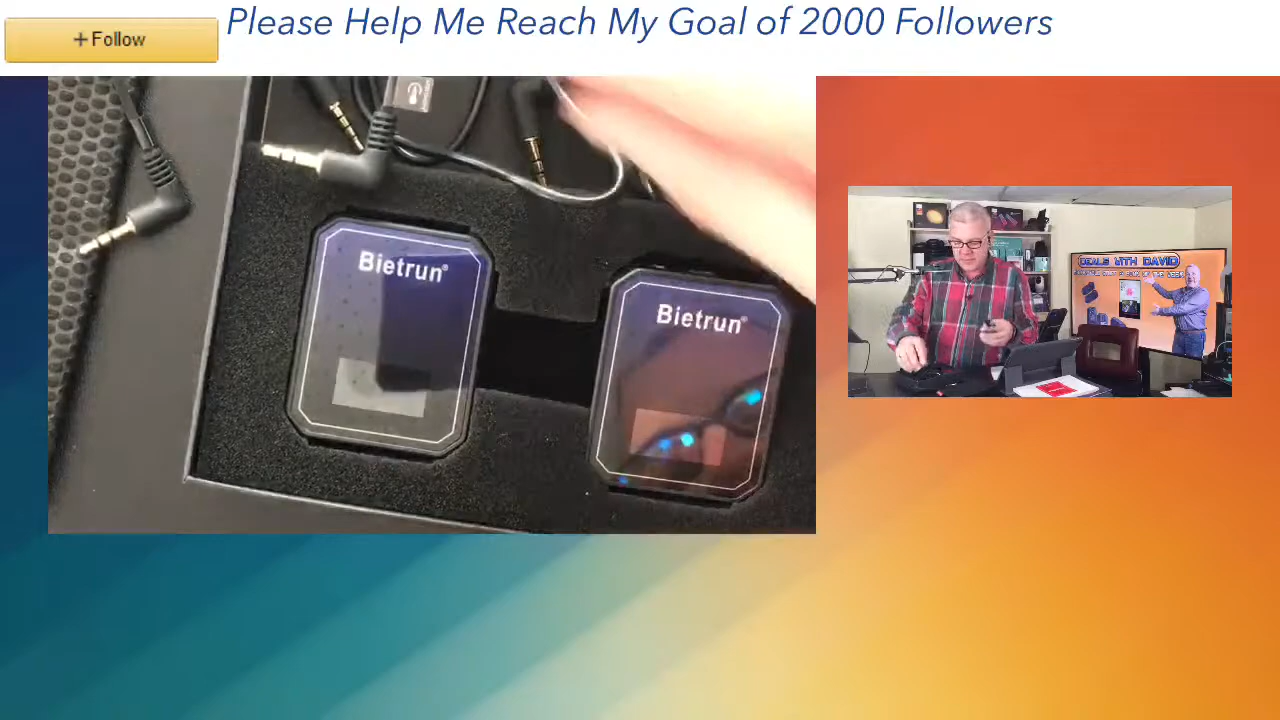 Please Help Me Reach My Goal of 2000 Followers
+Follow
Bietrun®
Bietrun®
DEALS WITH DAVID